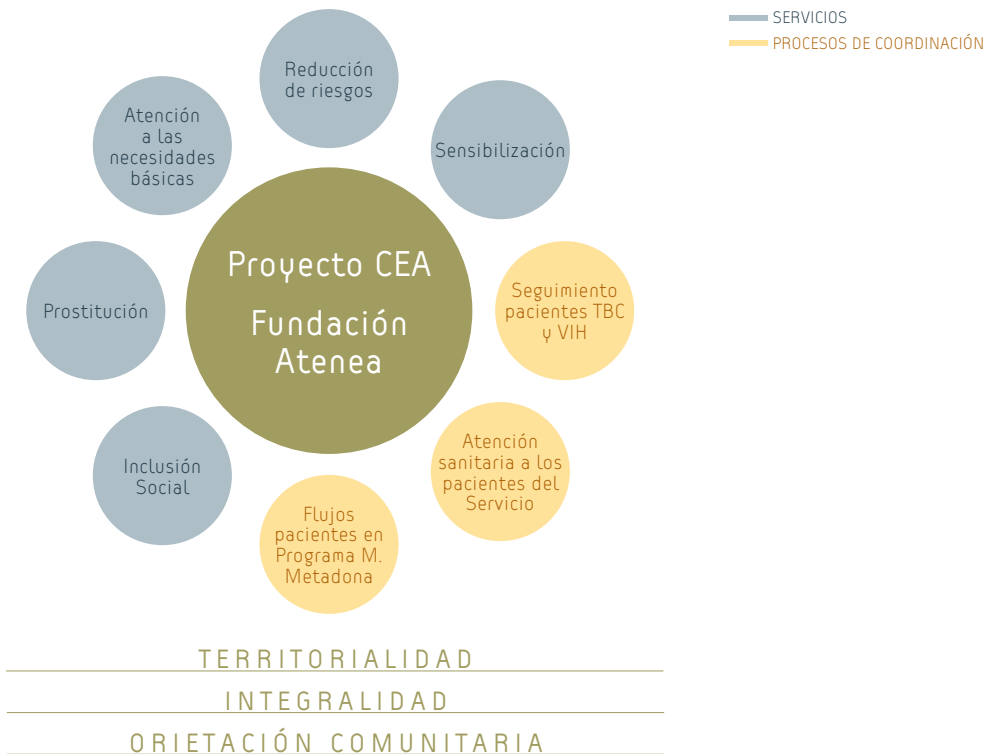 SERVICIOS
PROCESOS DE COORDINACIÓN
Reducción
de riesgos
Atención
a las
necesidades
básicas
Sensibilización
Proyecto CEA
Fundación
Atenea
Prostitución
Seguimiento
pacientes TBC
y VIH
Inclusión
Social
Atención
sanitaria a los
pacientes del
Servicio
Flujos
pacientes en
Programa M.
Metadona
TERRITORIALIDAD
INTEGRALIDAD
ORIETACIÓN COMUNITARIA